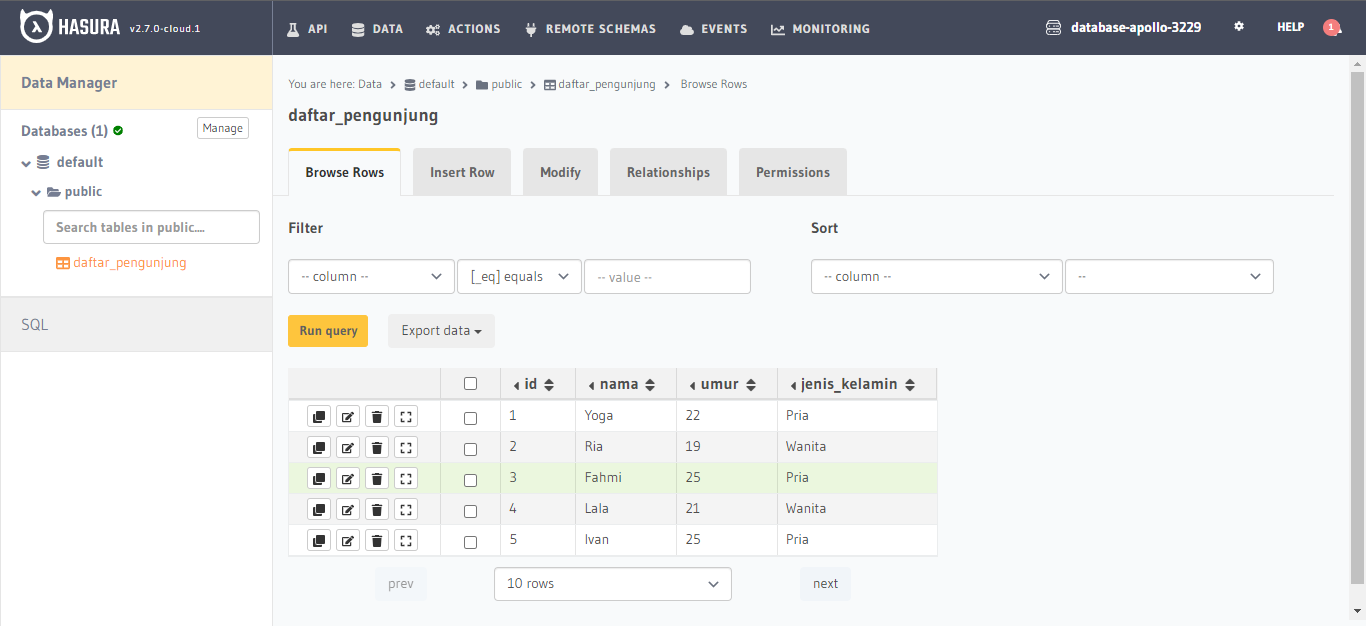 HASURA v2.7.0-cloud.1 API DATA ACTIONS REMOTE SCHEMAS EVENTS MONITORING database-apollo-3229 HELP 1
Data Manager
Databases (1) Manage
default
public
Search tables in public....
daftar_pengunjung
SQL
You are here: Data default public daftar_pengunjung Browse Rows
daftar_pengunjung
Browse Rows Insert Row Modify Relationships Permissions
Filter Sort
-- column -- [_eq] equals -- value -- -- column -- --
Run query Export data
id nama umur jenis_kelamin
1 Yoga 22 Pria
2 Ria 19 Wanita
3 Fahmi 25 Pria
4 Lala 21 Wanita
5 Ivan 25 Pria
prev 10 rows next